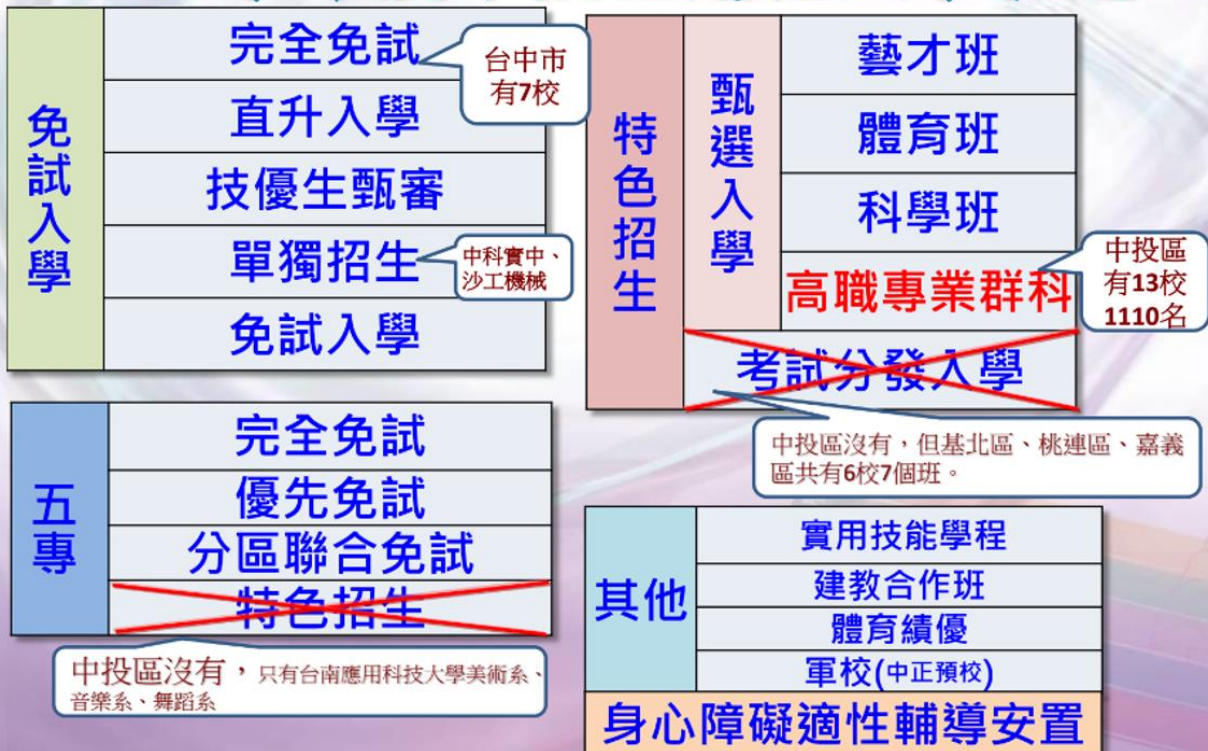 免試入學
完全免試
台中市
有7校
直升入學
技優生甄審
單獨招生
中科實中、
沙工機械
免試入學
特色招生
甄選入學
藝才班
體育班
科學班
高職專業群科
中投區
有13校
1110名
考試分發入學
中投區沒有，但基北區、桃連區、嘉義
區共有6校7個班。
五專
完全免試
優先免試
分區聯合免試
特色招生
中投區沒有，只有台南應用科技大學美術系、
音樂系、舞蹈系
其他
實用技能學程
建教合作班
體育績優
軍校(中正預校)
身心障礙適性輔導安置